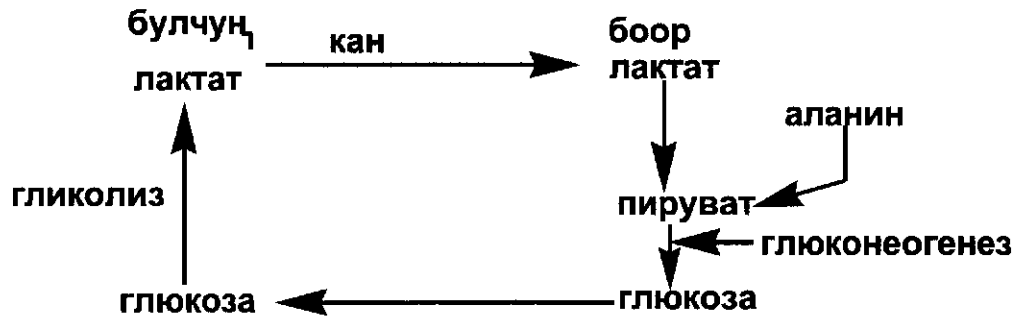 булчуң
кан
боор
лактат
лактат
аланин
гликолиз
пируват
глюконеогенез
глюкоза
глюкоза